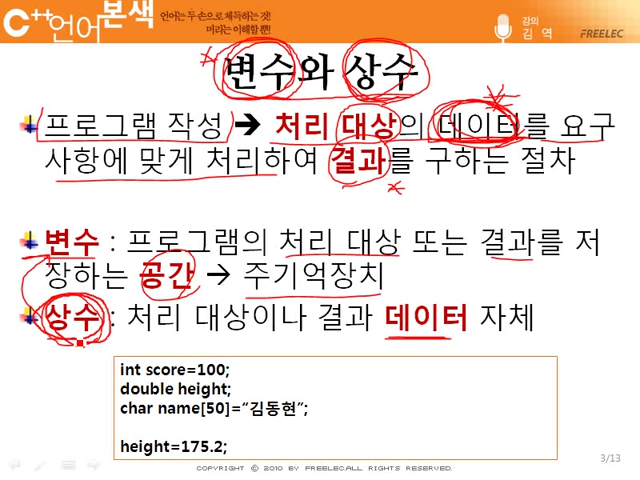 C++언어 본색
언어는 두 손으로 체득하는 것!
머리는 이해할 뿐!
강의
김 역
FREELEC
변수와 상수
프로그램 작성 → 처리 대상의 데이터를 요구
사항에 맞게 처리하여 결과를 구하는 절차
변수 : 프로그램의 처리 대상 또는 결과를 저
장하는 공간 → 주기억장치
상수 : 처리 대상이나 결과 데이터 자체
int score=100;
double height;
char name[50]=“김동현”;
height=175.2;
3/13
COPYRIGHT ⓒ 2010 BY FREELEC.ALL RIGHTS RESERVED.